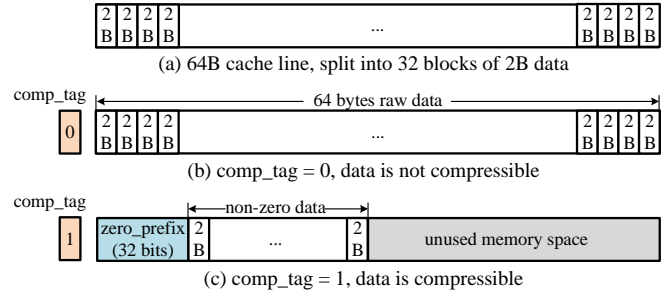 2 2 2 2 ... 2 2 2 2
B B B B B B B B
(a) 64B cache line, split into 32 blocks of 2B data
comp_tag 64 bytes raw data
0 2 2 2 2 ... 2 2 2 2
B B B B B B B B
(b) comp_tag = 0, data is not compressible
comp_tag non-zero data
1 zero_prefix 2 ... 2 unused memory space
(32 bits) B B
(c) comp_tag = 1, data is compressible